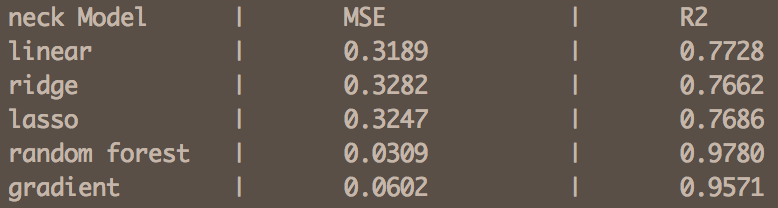 neck Model | MSE | R2
linear | 0.3189 | 0.7728
ridge | 0.3282 | 0.7662
lasso | 0.3247 | 0.7686
random forest | 0.0309 | 0.9780
gradient | 0.0602 | 0.9571